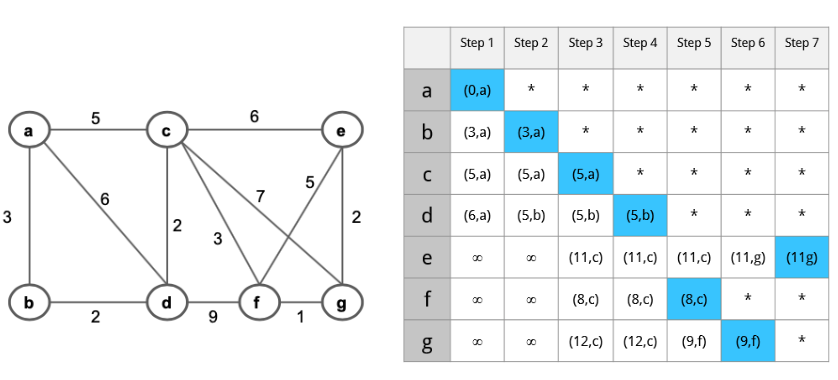 a 5 c 6 e
3 6 2 3 7 5 2
b 2 d 9 f 1 g
Step 1 Step 2 Step 3 Step 4 Step 5 Step 6 Step 7
a (0,a) * * * * * *
b (3,a) (3,a) * * * * *
c (5,a) (5,a) (5,a) * * * *
d (6,a) (5,b) (5,b) (5,b) * * *
e ∞ ∞ (11,c) (11,c) (11,c) (11,g) (11g)
f ∞ ∞ (8,c) (8,c) (8,c) * *
g ∞ ∞ (12,c) (12,c) (9,f) (9,f) *